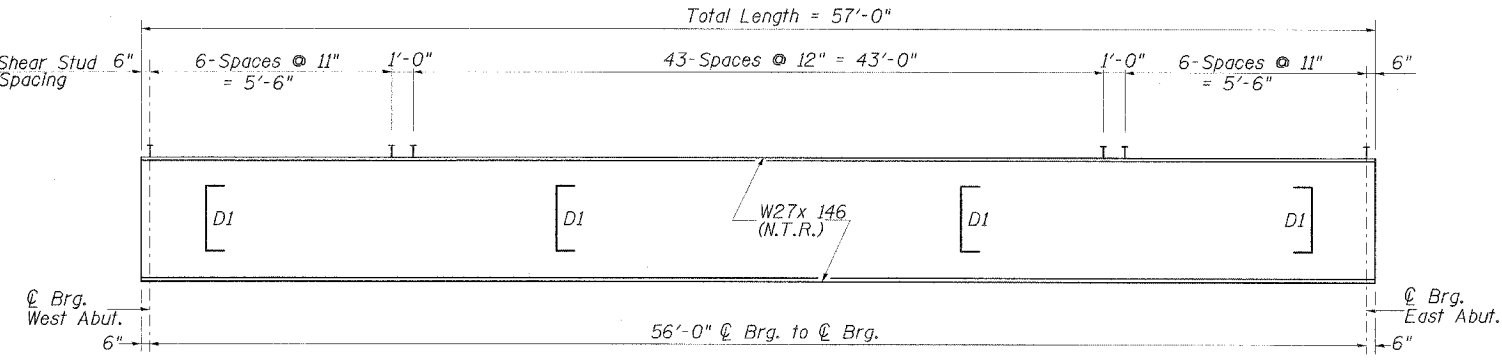 Total Length = 57'-0"
Shear Stud 6" 6-Spaces @ 11" 1'-0" 43-Spaces @ 12" = 43'-0" 1'-0" 6-Spaces @ 11" 6"
Spacing = 5'-6" = 5'-6"
D1 D1 D1 D1
W27x 146
(N.T.R.)
℄ Brg.
West Abut.
℄ Brg.
East Abut.
6" 56'-0" ℄ Brg. to ℄ Brg. 6"